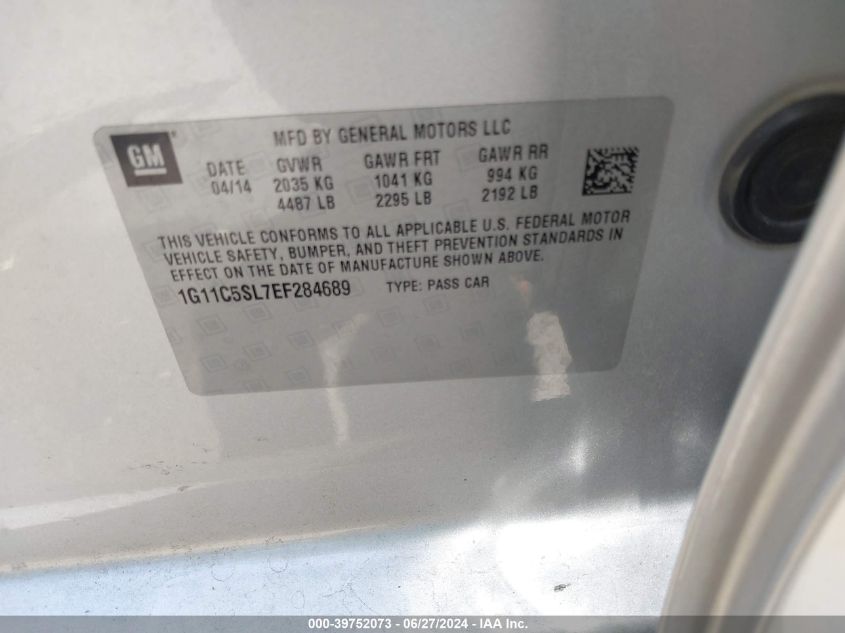 GM ®
MFD BY GENERAL MOTORS LLC
DATE GVWR GAWR FRT GAWR RR
04/14 2035 KG 1041 KG 994 KG
4487 LB 2295 LB 2192 LB
THIS VEHICLE CONFORMS TO ALL APPLICABLE U.S. FEDERAL MOTOR
VEHICLE SAFETY, BUMPER, AND THEFT PREVENTION STANDARDS IN
EFFECT ON THE DATE OF MANUFACTURE SHOWN ABOVE.
1G11C5SL7EF284689 TYPE: PASS CAR
000-39752073 - 06/27/2024 - IAA Inc.